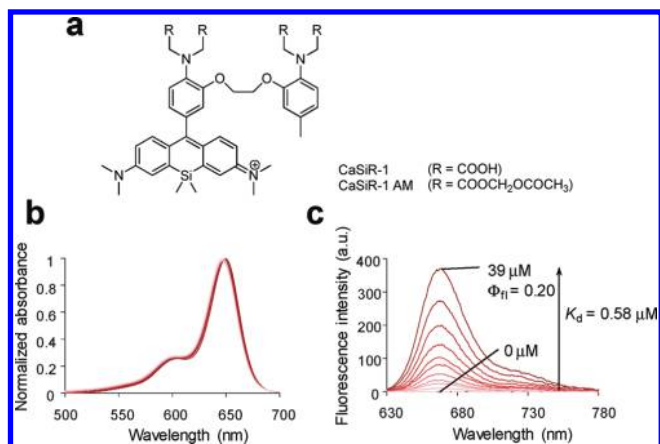 a
R R R R
N N
O O
N Si N⊕
CaSiR-1 (R = COOH)
CaSiR-1 AM (R = COOCH₂OCOCH₃)
b
Normalized absorbance
1
0.8
0.6
0.4
0.2
0
500 600 700
Wavelength (nm)
c
Fluorescence intensity (a.u.)
400
300
200
100
0
39 μM
Φfl = 0.20
Kd = 0.58 μM
0 μM
630 680 730 780
Wavelength (nm)